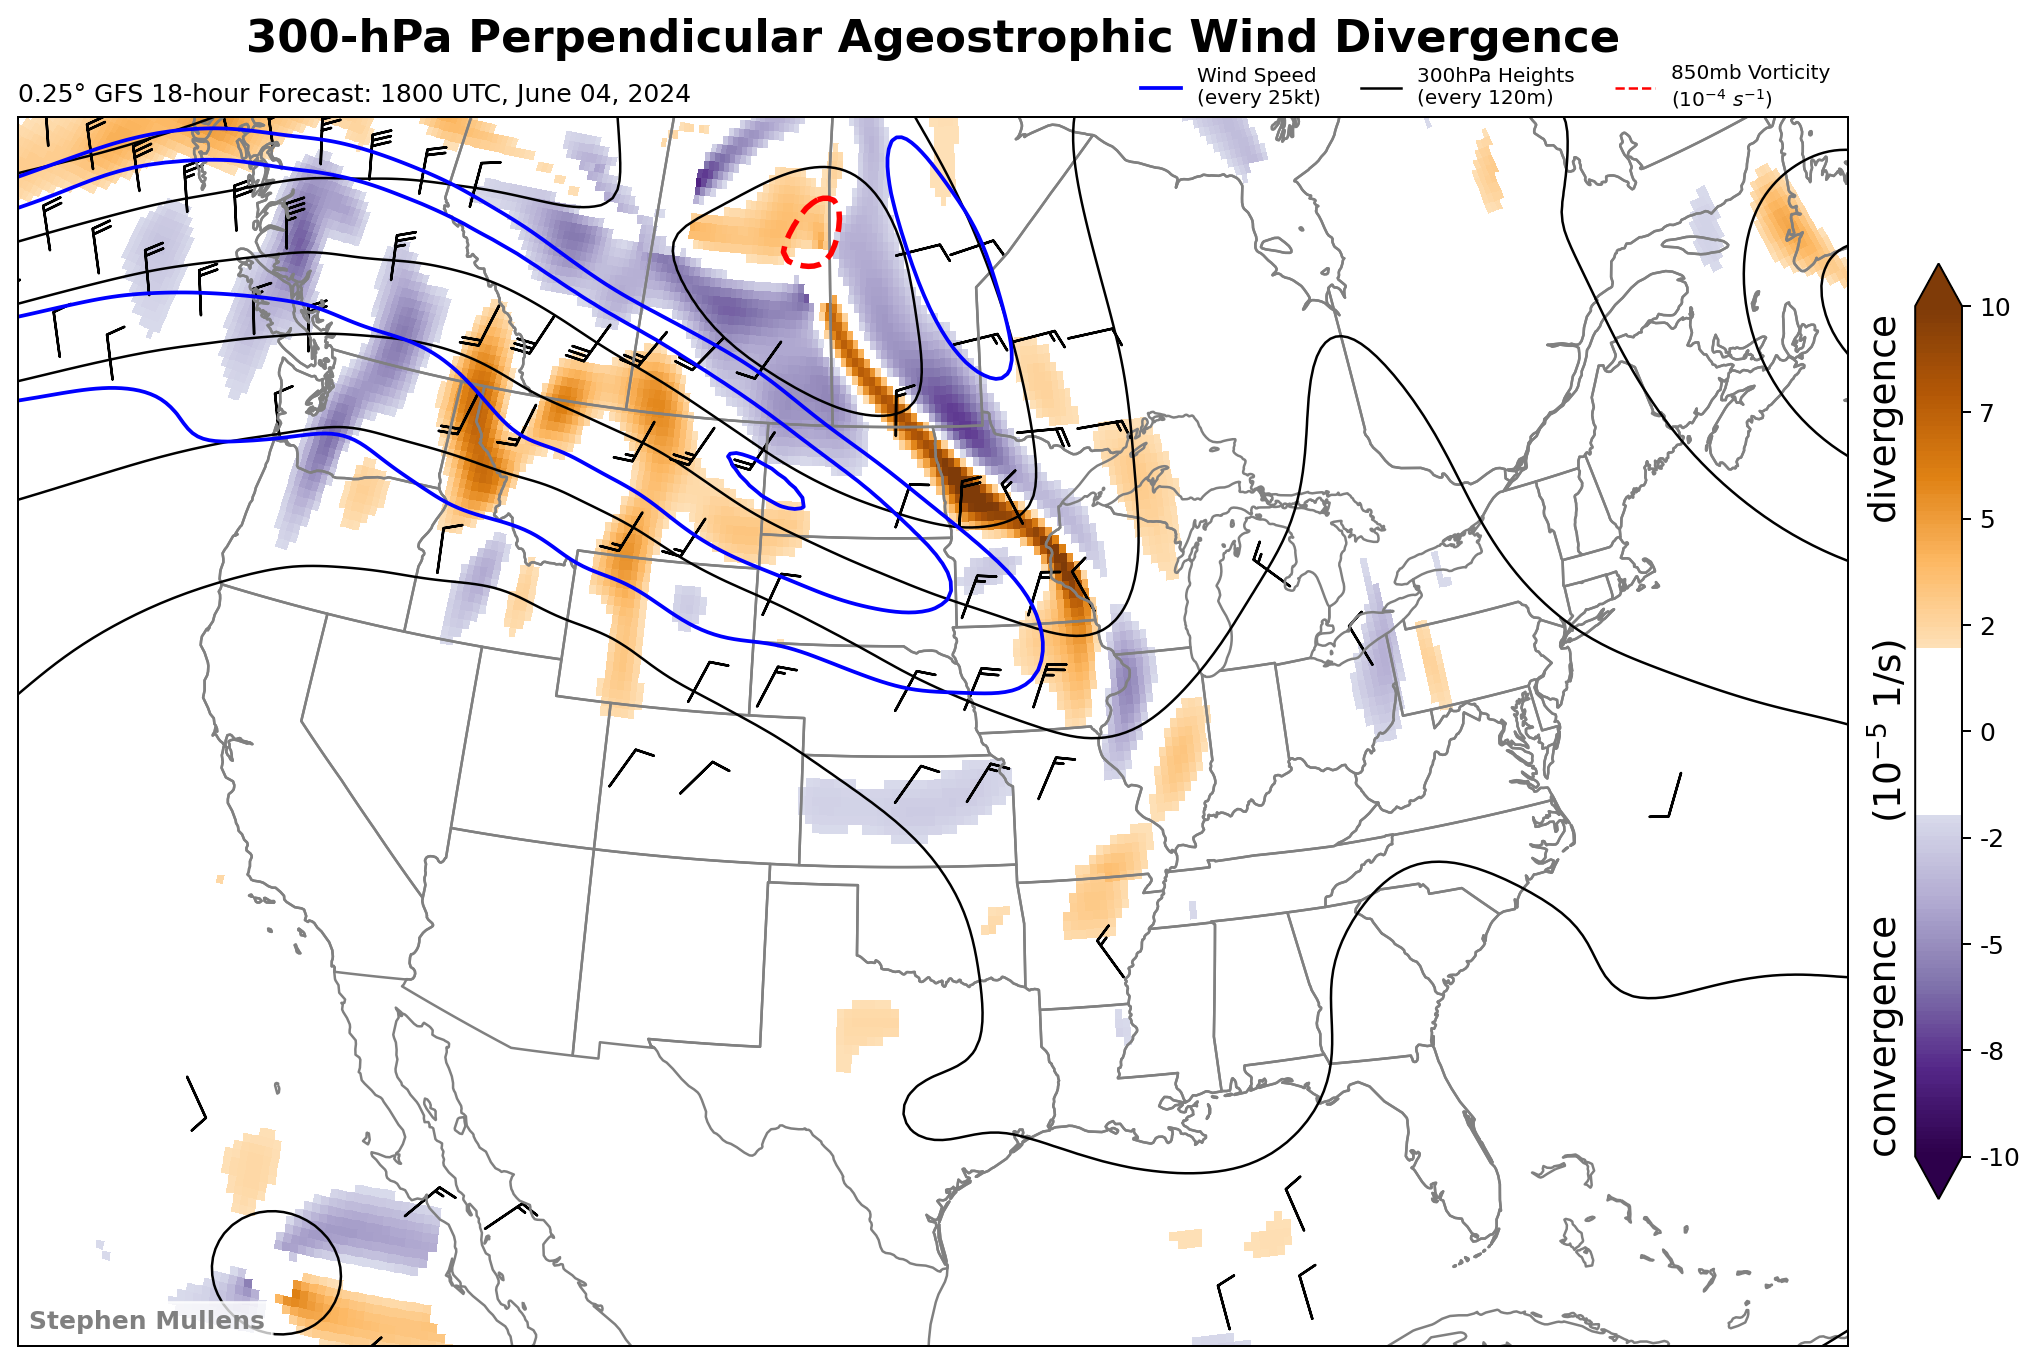 300-hPa Perpendicular Ageostrophic Wind Divergence
0.25° GFS 18-hour Forecast: 1800 UTC, June 04, 2024
Wind Speed
(every 25kt)
300hPa Heights
(every 120m)
850mb Vorticity
(10⁻⁴ s⁻¹)
10
7
5
2
0
-2
-5
-8
-10
convergence (10⁻⁵ 1/s) divergence
Stephen Mullens